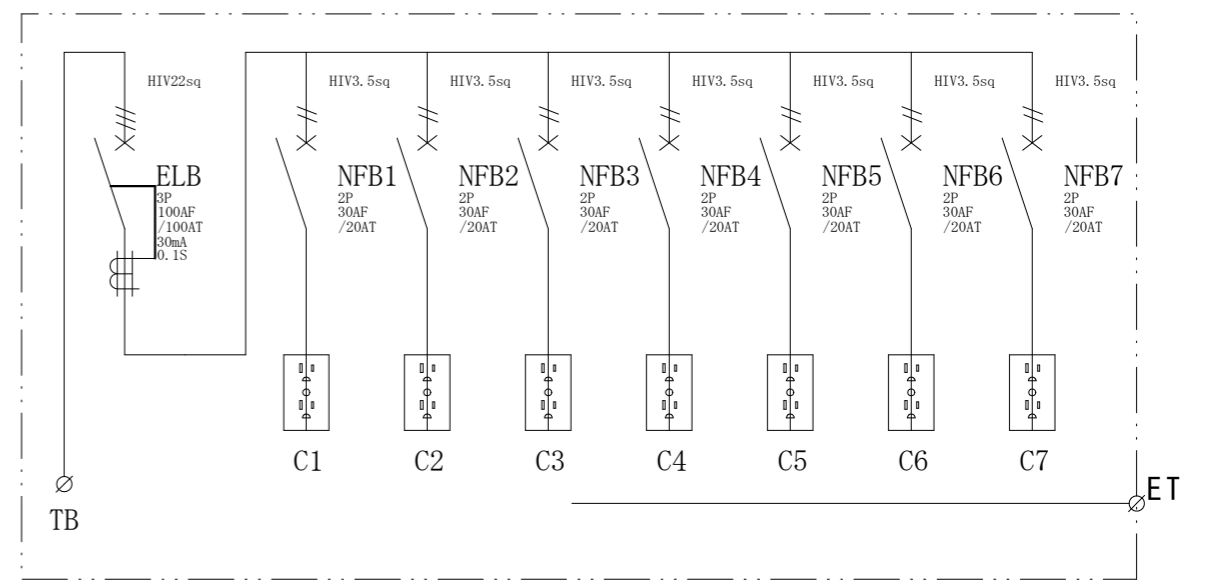 HIV22sq
HIV3.5sq
HIV3.5sq
HIV3.5sq
HIV3.5sq
HIV3.5sq
HIV3.5sq
HIV3.5sq
ELB
3P
100AF
/100AT
30mA
0.1S
NFB1
2P
30AF
/20AT
NFB2
2P
30AF
/20AT
NFB3
2P
30AF
/20AT
NFB4
2P
30AF
/20AT
NFB5
2P
30AF
/20AT
NFB6
2P
30AF
/20AT
NFB7
2P
30AF
/20AT
C1
C2
C3
C4
C5
C6
C7
TB
ET